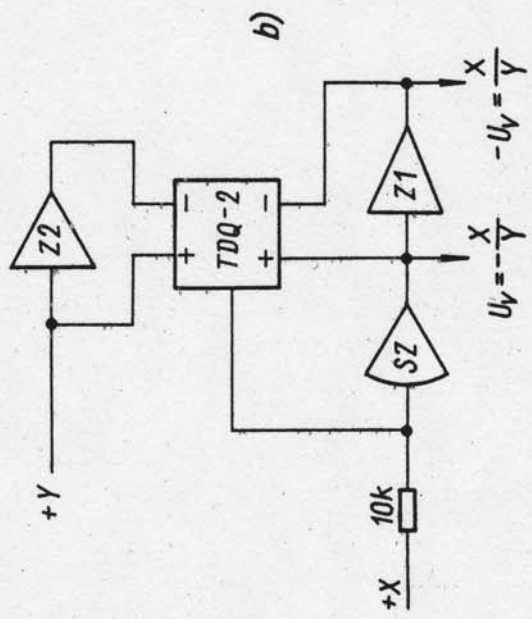 Z2
+Y
+ −
TDQ-2
+ −
b)
10k
+X
SZ
Z1
U_V = -X/Y
-U_V = X/Y